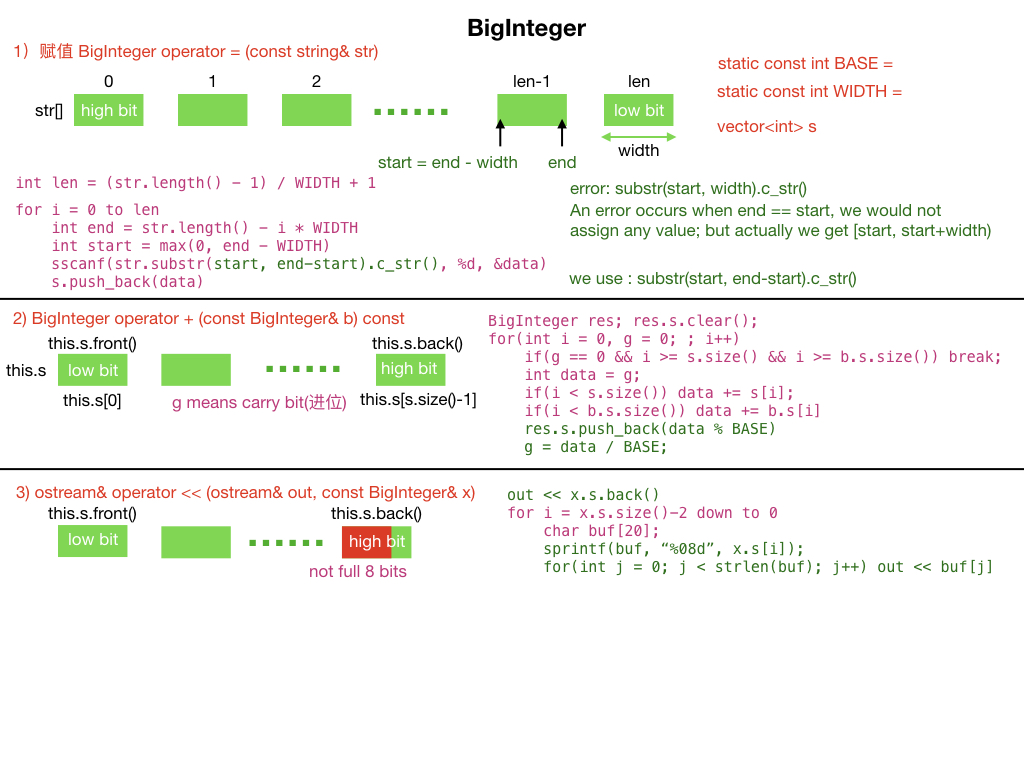 BigInteger
1）赋值 BigInteger operator = (const string& str)
static const int BASE =
static const int WIDTH =
vector<int> s
0 1 2 len-1 len
str[] high bit low bit
width
start = end - width end
int len = (str.length() - 1) / WIDTH + 1
for i = 0 to len
int end = str.length() - i * WIDTH
int start = max(0, end - WIDTH)
sscanf(str.substr(start, end-start).c_str(), %d, &data)
s.push_back(data)
error: substr(start, width).c_str()
An error occurs when end == start, we would not
assign any value; but actually we get [start, start+width)
we use : substr(start, end-start).c_str()
2) BigInteger operator + (const BigInteger& b) const
this.s.front() this.s.back()
this.s low bit high bit
this.s[0] g means carry bit(进位) this.s[s.size()-1]
BigInteger res; res.s.clear();
for(int i = 0, g = 0; ; i++)
if(g == 0 && i >= s.size() && i >= b.s.size()) break;
int data = g;
if(i < s.size()) data += s[i];
if(i < b.s.size()) data += b.s[i]
res.s.push_back(data % BASE)
g = data / BASE;
3) ostream& operator << (ostream& out, const BigInteger& x)
this.s.front() this.s.back()
low bit high bit
not full 8 bits
out << x.s.back()
for i = x.s.size()-2 down to 0
char buf[20];
sprintf(buf, “%08d”, x.s[i]);
for(int j = 0; j < strlen(buf); j++) out << buf[j]